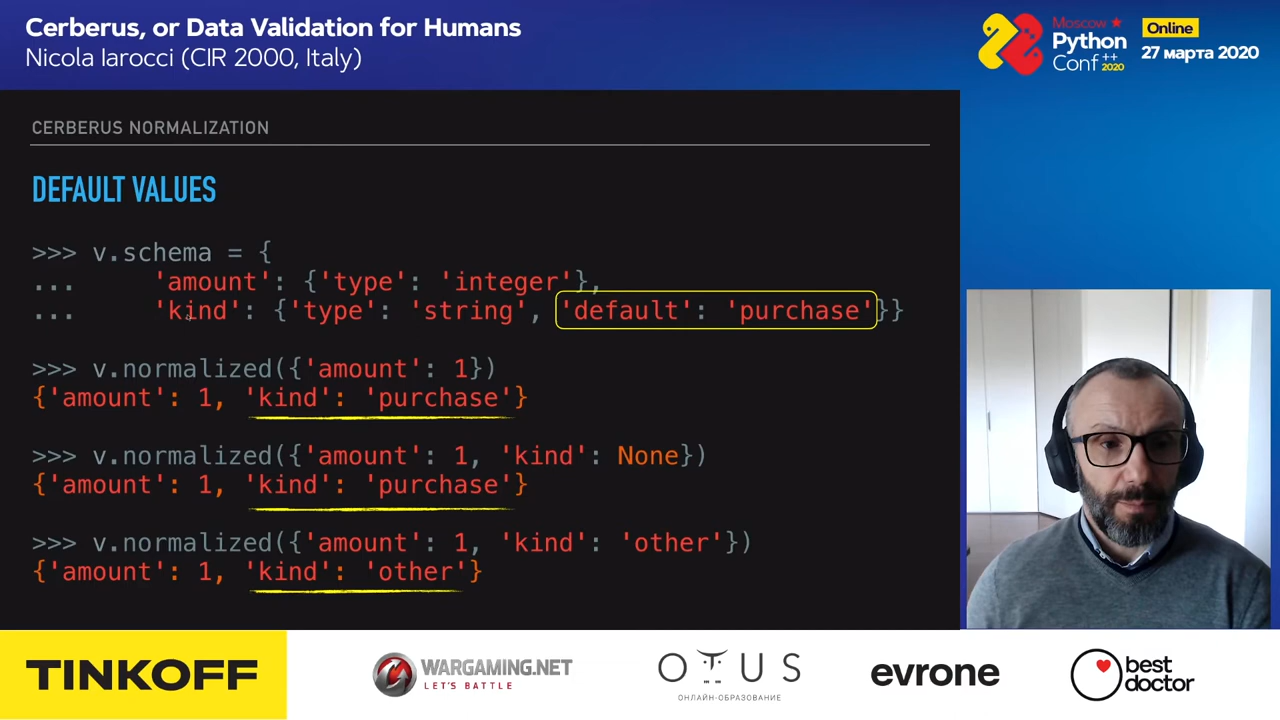 Cerberus, or Data Validation for Humans
Nicola Iarocci (CIR 2000, Italy)
Moscow
Python
Conf ++
2020
Online
27 марта 2020
CERBERUS NORMALIZATION
DEFAULT VALUES
>>> v.schema = {
... 'amount': {'type': 'integer'},
... 'kind': {'type': 'string', 'default': 'purchase'}}
>>> v.normalized({'amount': 1})
{'amount': 1, 'kind': 'purchase'}
>>> v.normalized({'amount': 1, 'kind': None})
{'amount': 1, 'kind': 'purchase'}
>>> v.normalized({'amount': 1, 'kind': 'other'})
{'amount': 1, 'kind': 'other'}
TINKOFF
WARGAMING.NET
LET'S BATTLE
OTUS
ОНЛАЙН-ОБРАЗОВАНИЕ
evrone
best
doctor